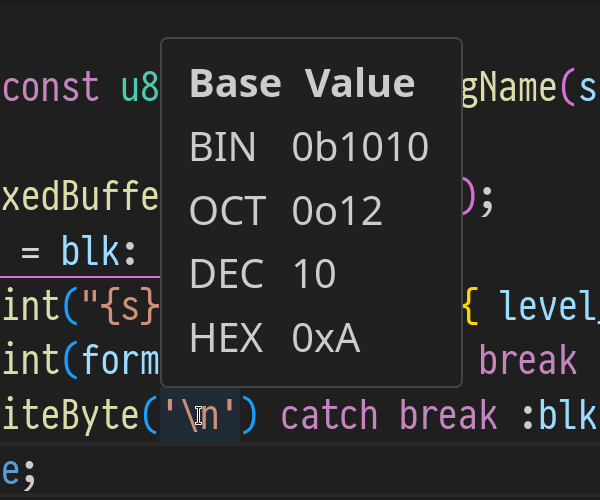 const u8
gName(s
Base Value
BIN 0b1010
OCT 0o12
DEC 10
HEX 0xA
xedBuffe
);
= blk:
int("{s}
{ level_
int(form
break
iteByte('\n') catch break :blk
e;